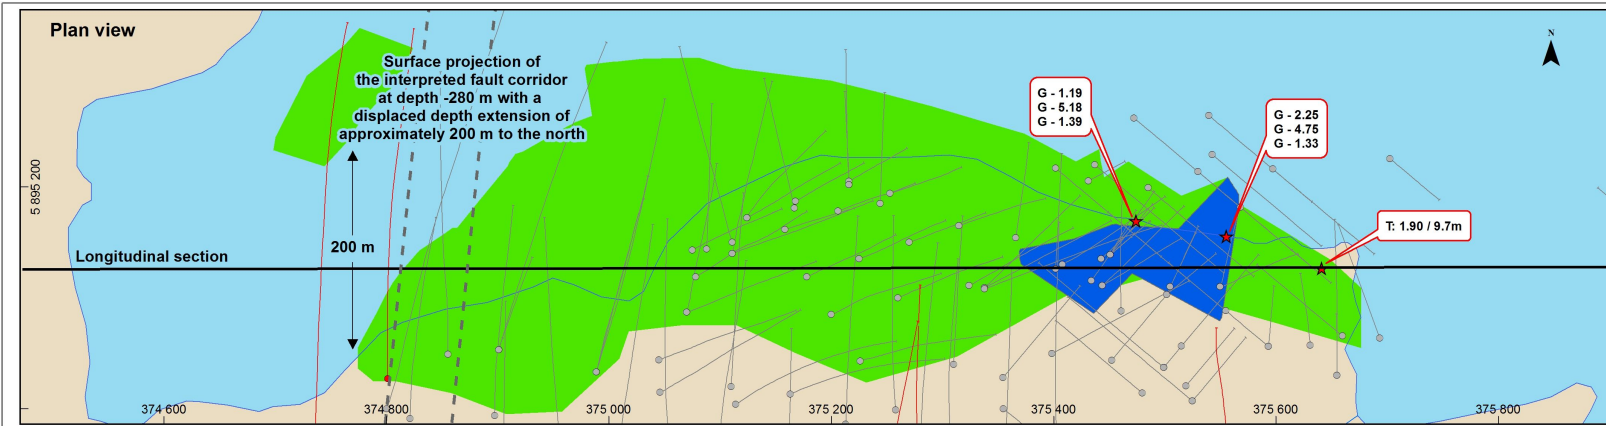 Plan view
N
Surface projection of
the interpreted fault corridor
at depth -280 m with a
displaced depth extension of
approximately 200 m to the north
G - 1.19
G - 5.18
G - 1.39
G - 2.25
G - 4.75
G - 1.33
5 895 200
T: 1.90 / 9.7m
200 m
Longitudinal section
374 600
374 800
375 000
375 200
375 400
375 600
375 800